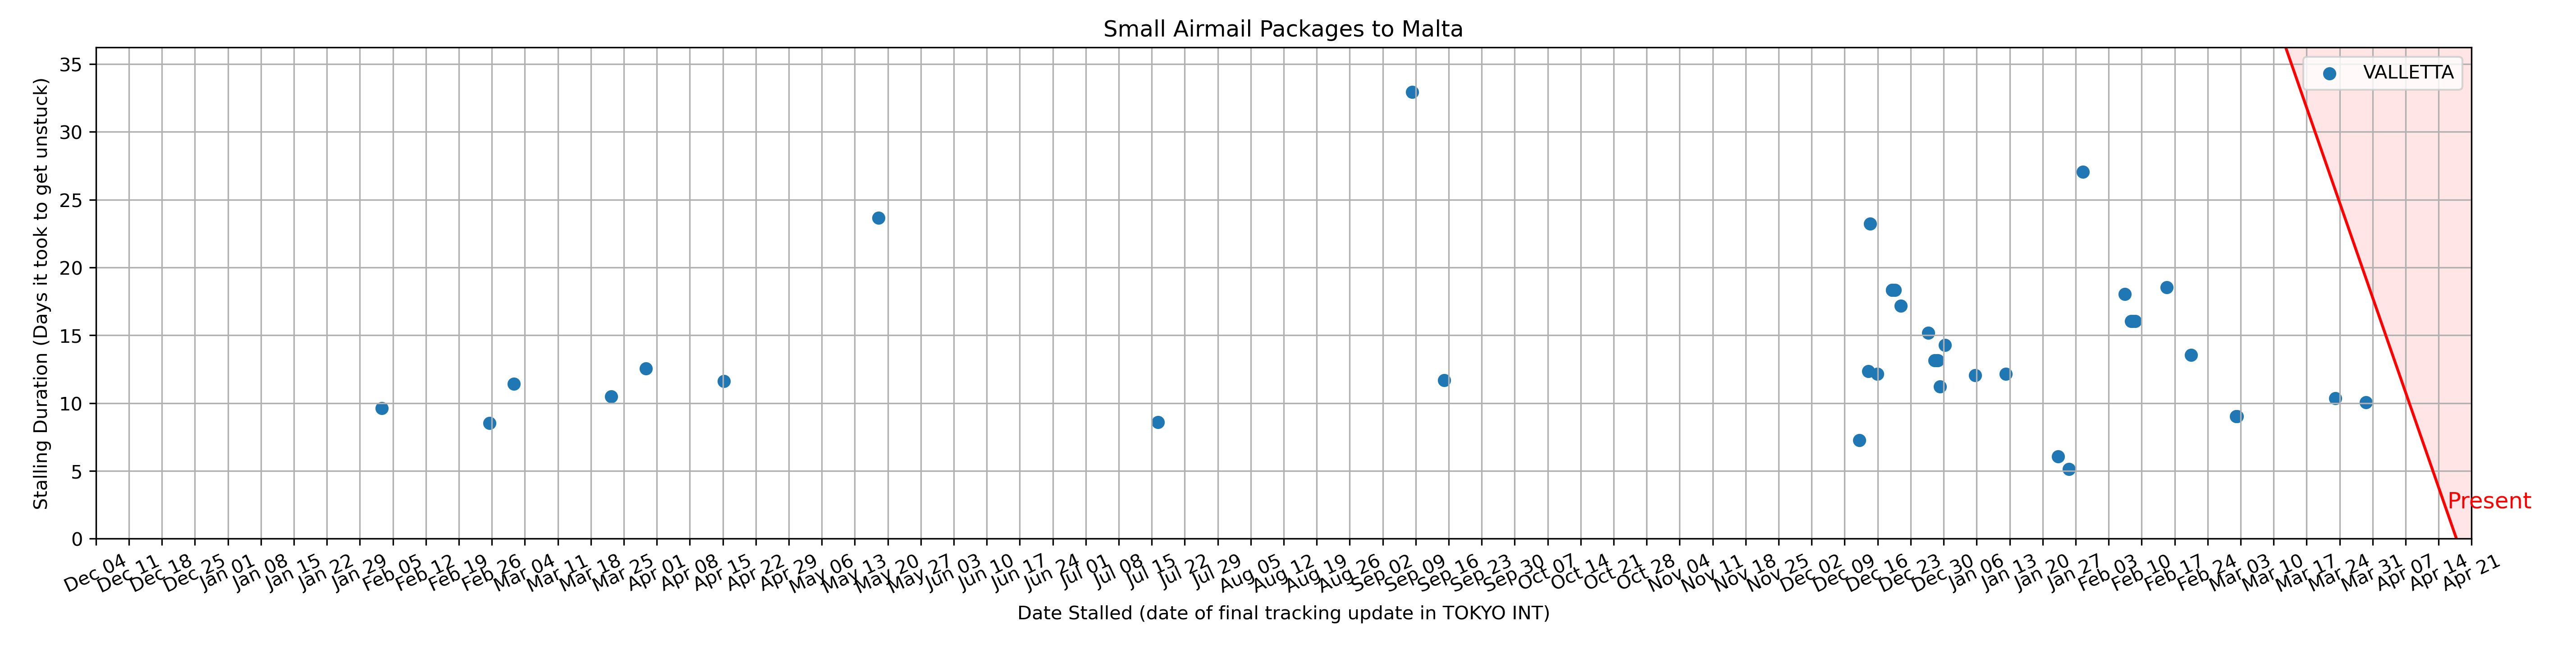 Small Airmail Packages to Malta
Stalling Duration (Days it took to get unstuck)
35
30
25
20
15
10
5
0
VALLETTA
Present
Dec 04
Dec 11
Dec 18
Dec 25
Jan 01
Jan 08
Jan 15
Jan 22
Jan 29
Feb 05
Feb 12
Feb 19
Feb 26
Mar 04
Mar 11
Mar 18
Mar 25
Apr 01
Apr 08
Apr 15
Apr 22
Apr 29
May 06
May 13
May 20
May 27
Jun 03
Jun 10
Jun 17
Jun 24
Jul 01
Jul 08
Jul 15
Jul 22
Jul 29
Aug 05
Aug 12
Aug 19
Aug 26
Sep 02
Sep 09
Sep 16
Sep 23
Sep 30
Oct 07
Oct 14
Oct 21
Oct 28
Nov 04
Nov 11
Nov 18
Nov 25
Dec 02
Dec 09
Dec 16
Dec 23
Dec 30
Jan 06
Jan 13
Jan 20
Jan 27
Feb 03
Feb 10
Feb 17
Feb 24
Mar 03
Mar 10
Mar 17
Mar 24
Mar 31
Apr 07
Apr 14
Apr 21
Date Stalled (date of final tracking update in TOKYO INT)